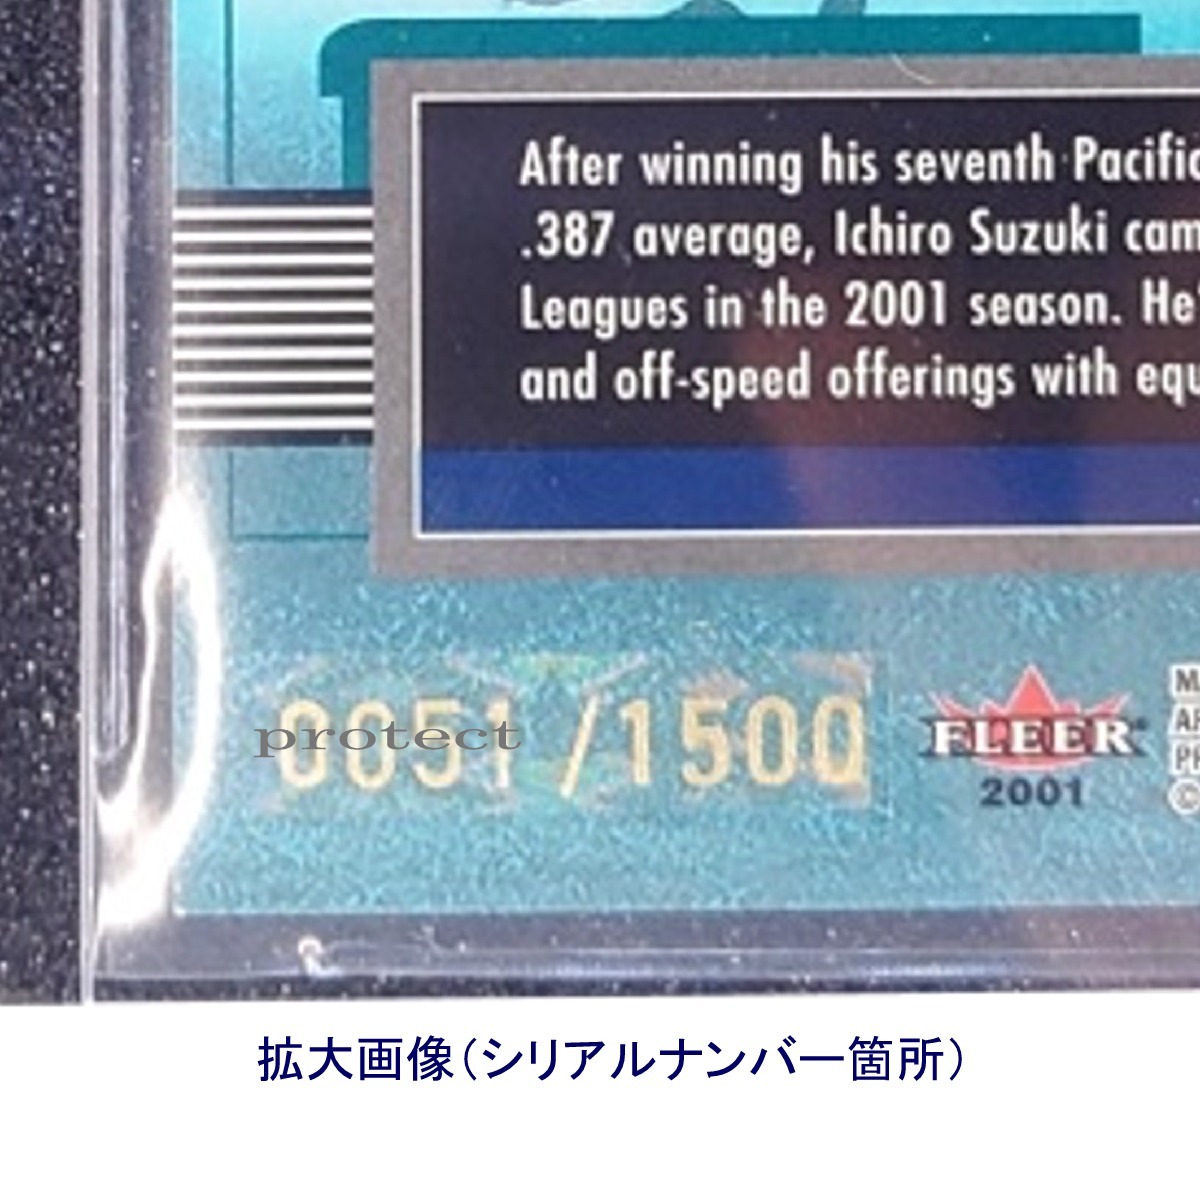 After winning his seventh Pacific
.387 average, Ichiro Suzuki cam
Leagues in the 2001 season. He'
and off-speed offerings with equ
0051/1500
protect
FLEER
2001
拡大画像（シリアルナンバー箇所）